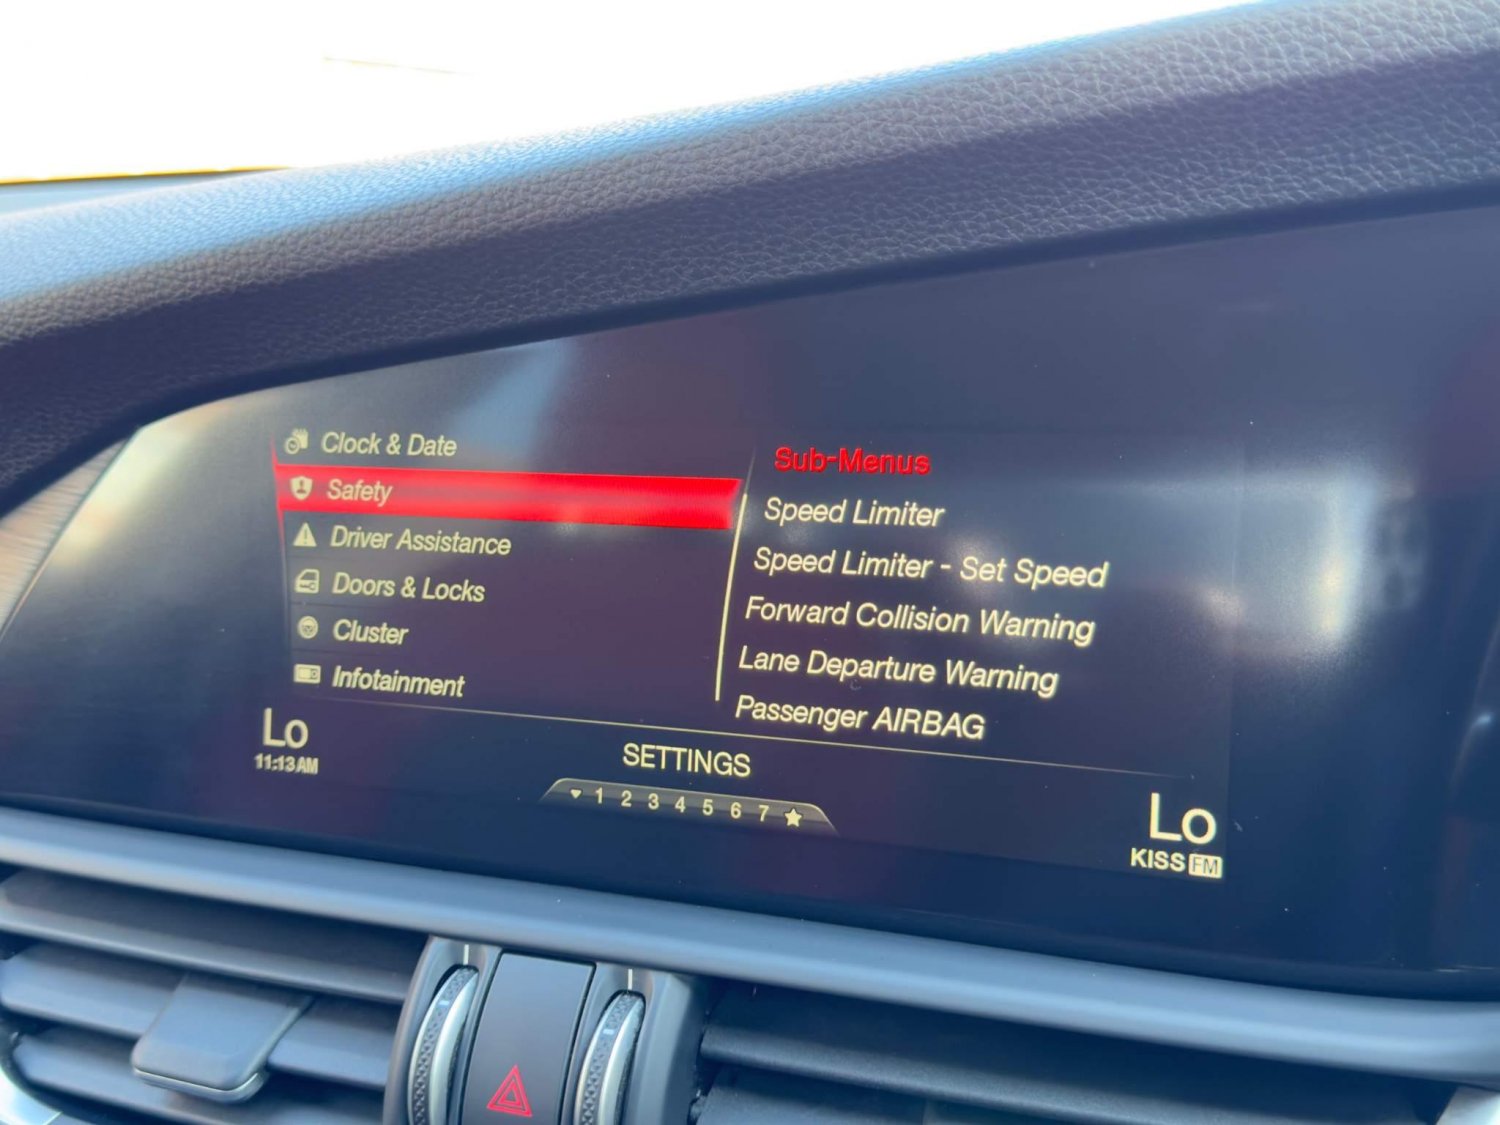 Clock & Date
Safety
Driver Assistance
Doors & Locks
Cluster
Infotainment
Sub-Menus
Speed Limiter
Speed Limiter - Set Speed
Forward Collision Warning
Lane Departure Warning
Passenger AIRBAG
Lo
11:13 AM
SETTINGS
1 2 3 4 5 6 7
Lo
KISS FM